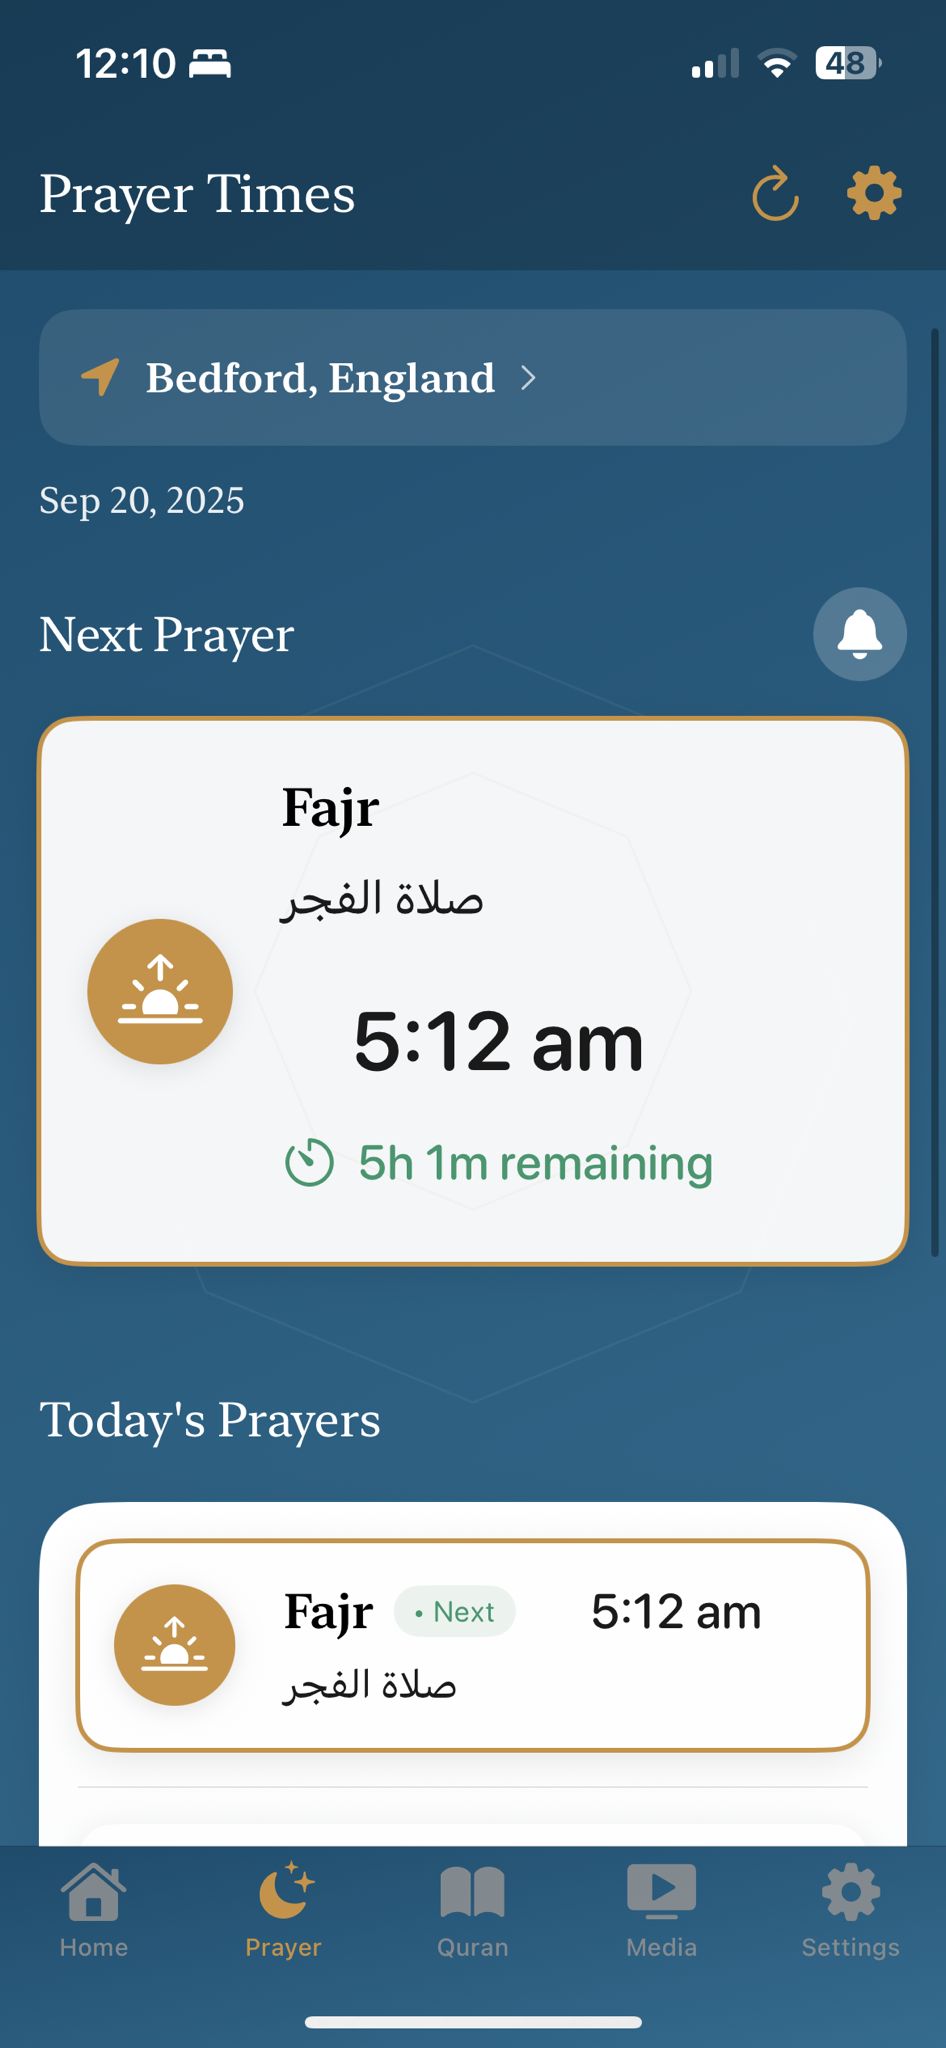 12:10
48
Prayer Times
Bedford, England
Sep 20, 2025
Next Prayer
Fajr
صلاة الفجر
5:12 am
5h 1m remaining
Today's Prayers
Fajr • Next 5:12 am
صلاة الفجر
Home Prayer Quran Media Settings